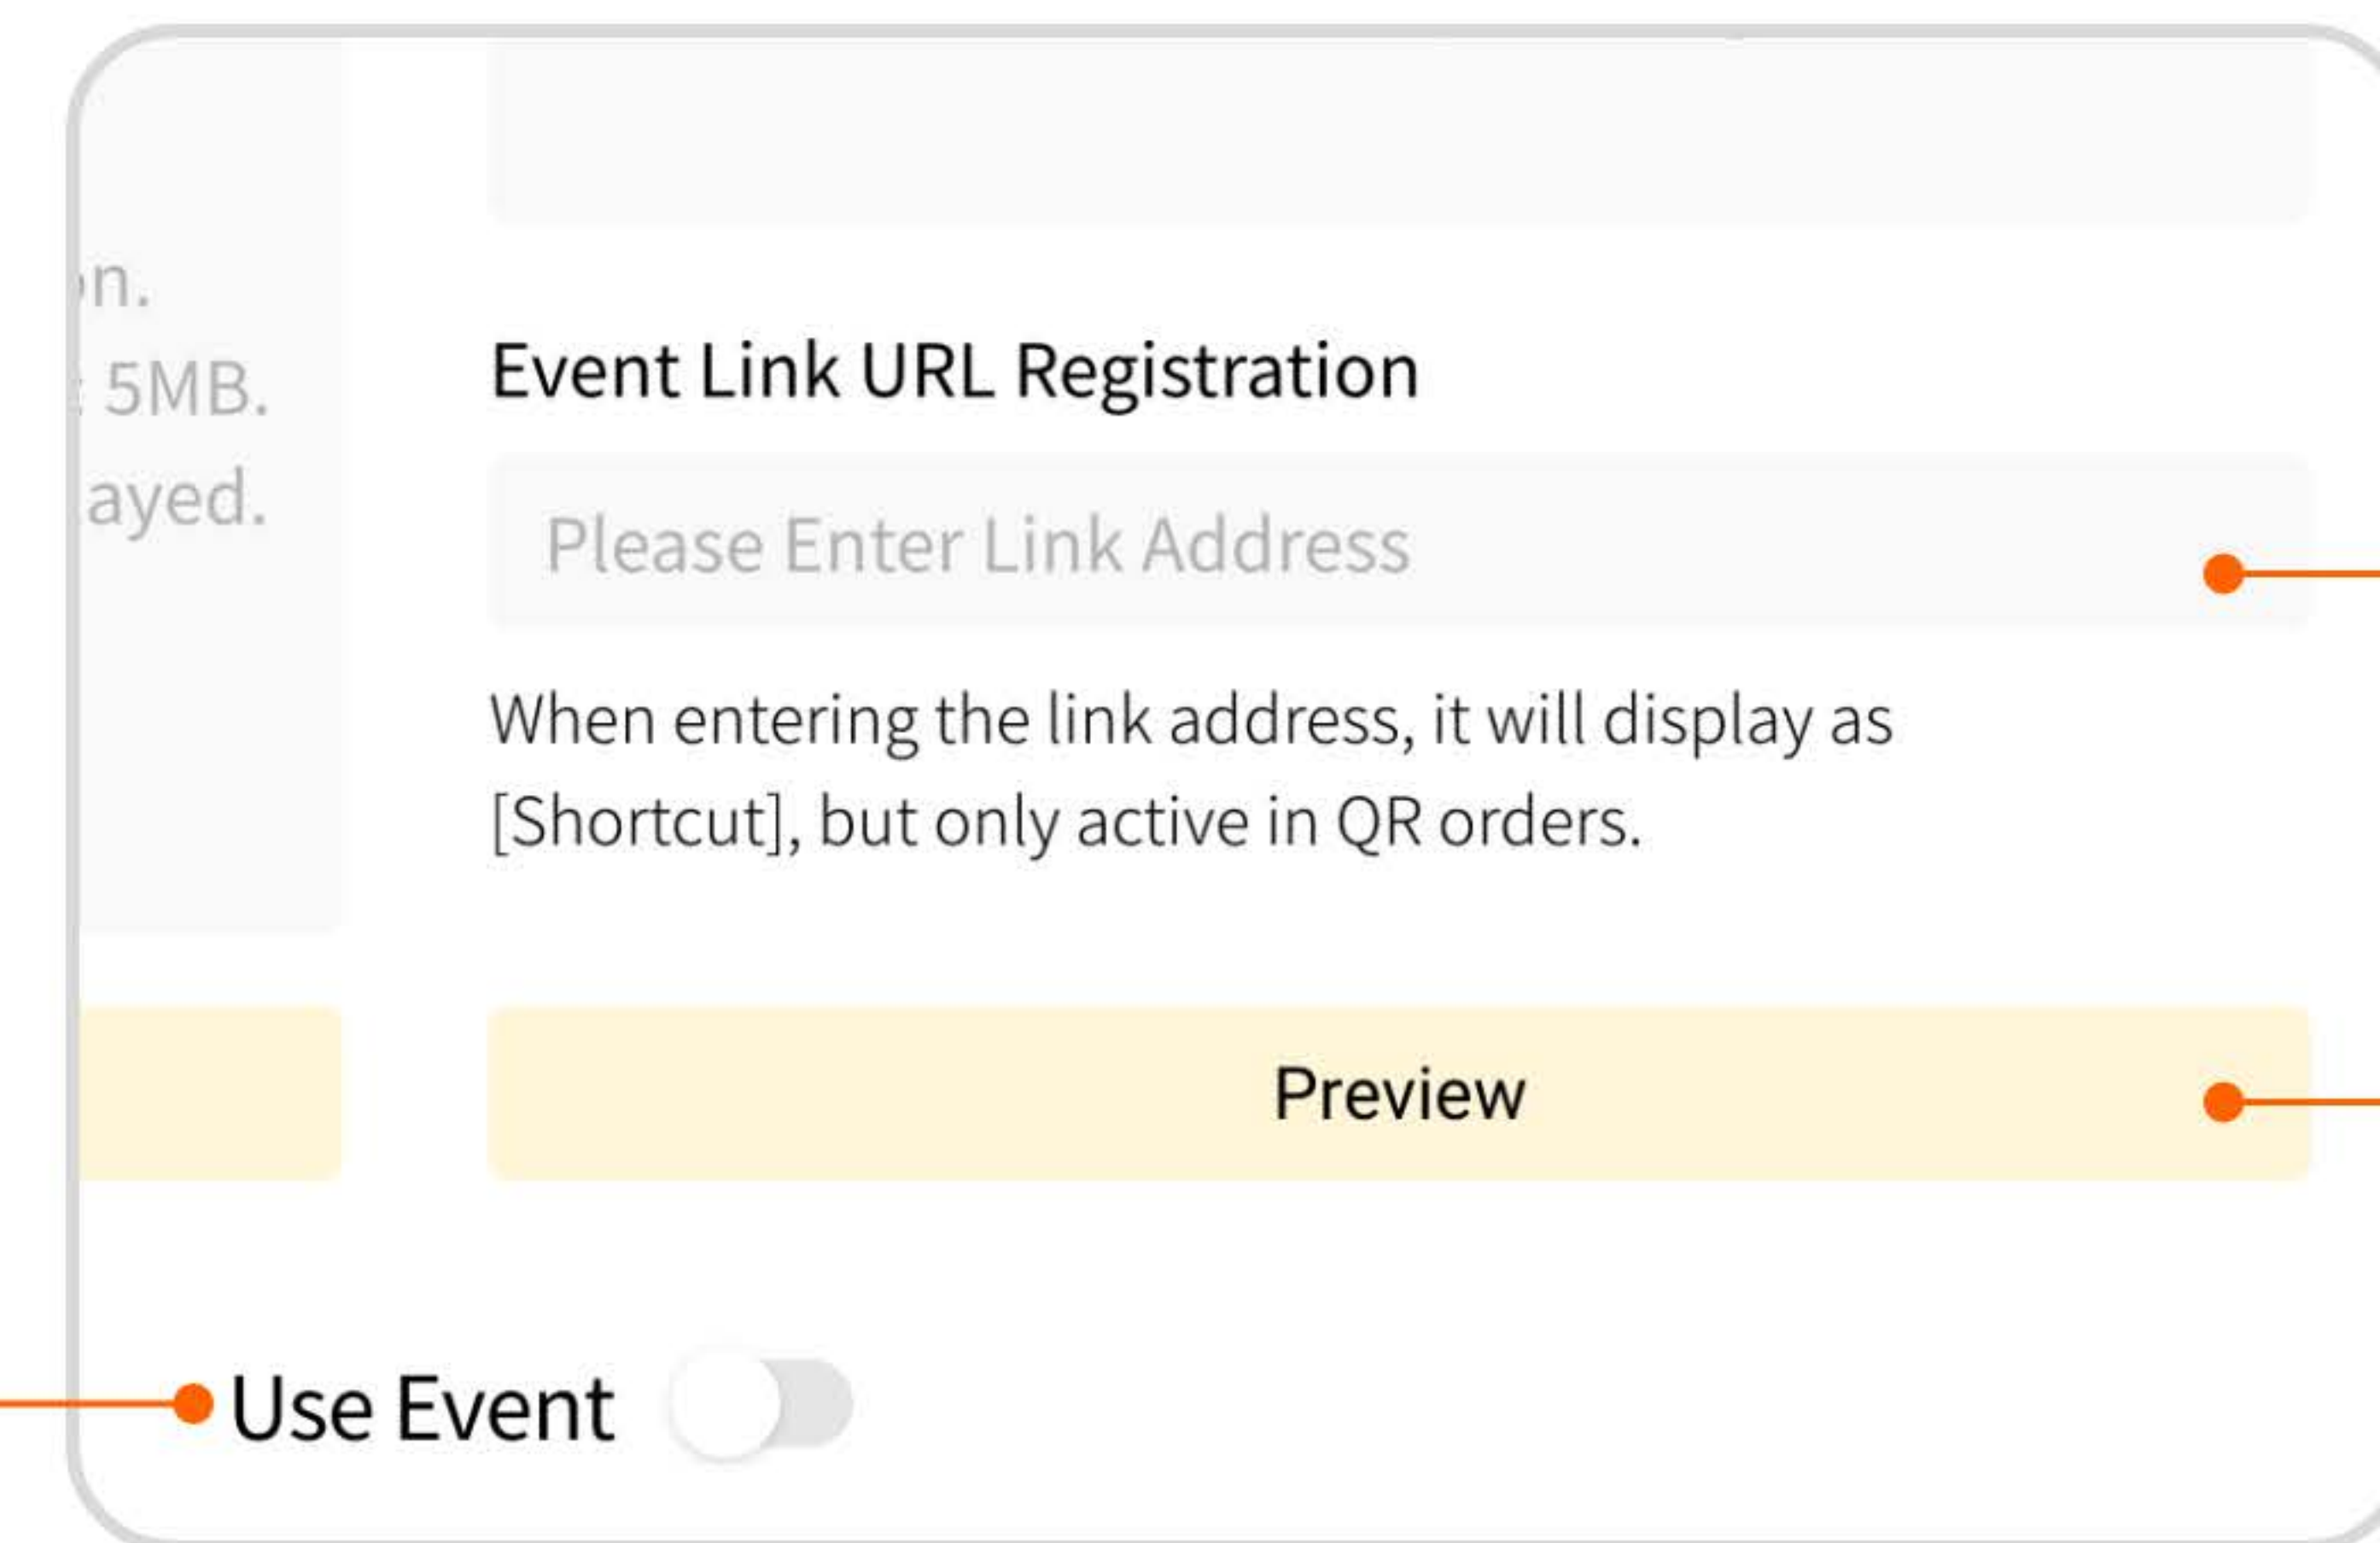 5MB.
Event Link URL Registration
Please Enter Link Address
When entering the link address, it will display as
[Shortcut], but only active in QR orders.
Preview
Use Event